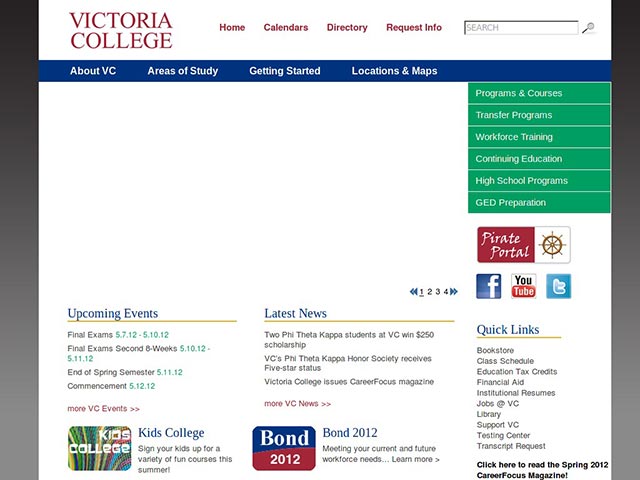 VICTORIA
COLLEGE
Home Calendars Directory Request Info SEARCH
About VC Areas of Study Getting Started Locations & Maps
Programs & Courses
Transfer Programs
Workforce Training
Continuing Education
High School Programs
GED Preparation
Pirate
Portal
You
Tube
t
f
1 2 3 4
Upcoming Events
Final Exams 5.7.12 - 5.10.12
Final Exams Second 8-Weeks 5.10.12 -
5.11.12
End of Spring Semester 5.11.12
Commencement 5.12.12
more VC Events >>
Latest News
Two Phi Theta Kappa students at VC win $250
scholarship
VC's Phi Theta Kappa Honor Society receives
Five-star status
Victoria College issues CareerFocus magazine
more VC News >>
Quick Links
Bookstore
Class Schedule
Education Tax Credits
Financial Aid
Institutional Resumes
Jobs @ VC
Library
Support VC
Testing Center
Transcript Request
Click here to read the Spring 2012
CareerFocus Magazine!
KIDS
COLLEGE
Kids College
Sign your kids up for a
variety of fun courses this
summer!
Bond
2012
Bond 2012
Meeting your current and future
workforce needs... Learn more >